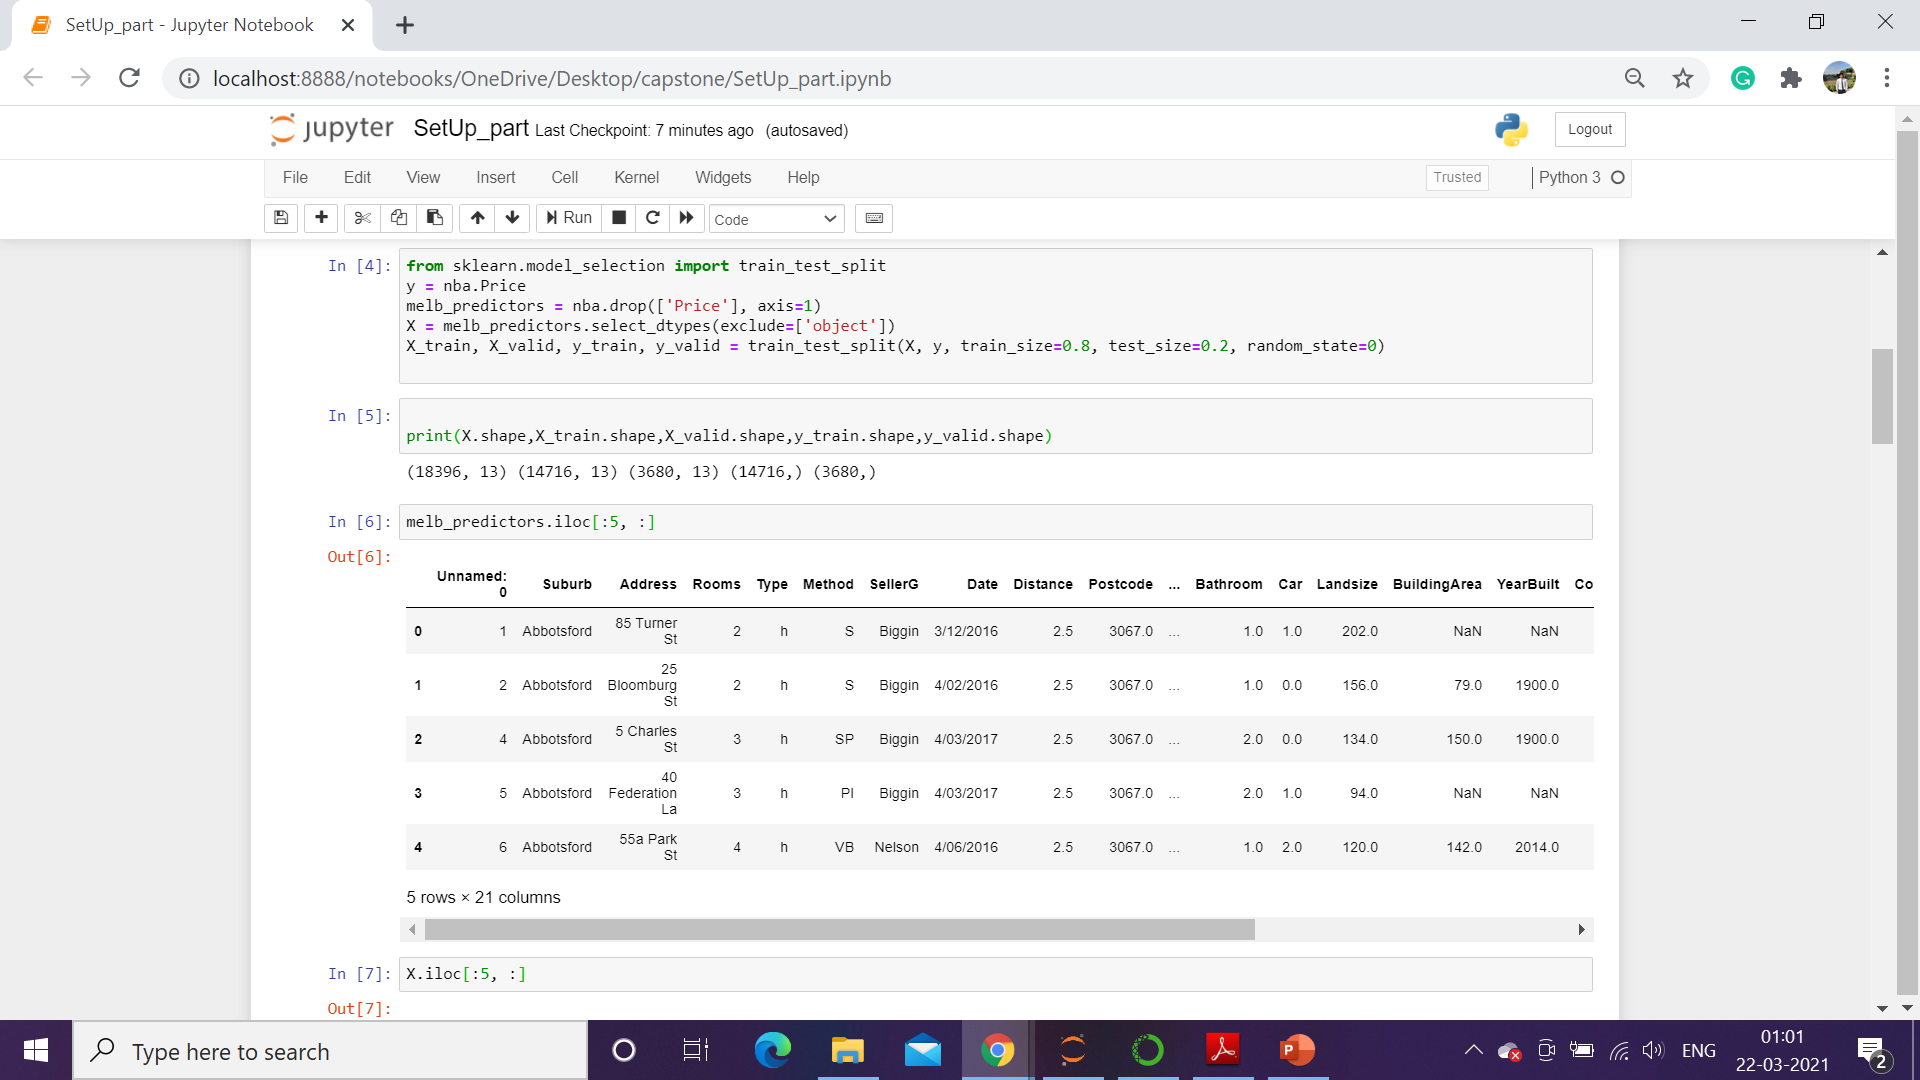 SetUp_part - Jupyter Notebook
localhost:8888/notebooks/OneDrive/Desktop/capstone/SetUp_part.ipynb
jupyter SetUp_part Last Checkpoint: 7 minutes ago (autosaved) Logout
File Edit View Insert Cell Kernel Widgets Help Trusted Python 3
Run Code
In [4]: from sklearn.model_selection import train_test_split
y = nba.Price
melb_predictors = nba.drop(['Price'], axis=1)
X = melb_predictors.select_dtypes(exclude=['object'])
X_train, X_valid, y_train, y_valid = train_test_split(X, y, train_size=0.8, test_size=0.2, random_state=0)
In [5]:
print(X.shape,X_train.shape,X_valid.shape,y_train.shape,y_valid.shape)
(18396, 13) (14716, 13) (3680, 13) (14716,) (3680,)
In [6]: melb_predictors.iloc[:5, :]
Out[6]:
Unnamed: 0 Suburb Address Rooms Type Method SellerG Date Distance Postcode ... Bathroom Car Landsize BuildingArea YearBuilt Co
0 1 Abbotsford 85 Turner St 2 h S Biggin 3/12/2016 2.5 3067.0 ... 1.0 1.0 202.0 NaN NaN
1 2 Abbotsford 25 Bloomburg St 2 h S Biggin 4/02/2016 2.5 3067.0 ... 1.0 0.0 156.0 79.0 1900.0
2 4 Abbotsford 5 Charles St 3 h SP Biggin 4/03/2017 2.5 3067.0 ... 2.0 0.0 134.0 150.0 1900.0
3 5 Abbotsford 40 Federation La 3 h PI Biggin 4/03/2017 2.5 3067.0 ... 2.0 1.0 94.0 NaN NaN
4 6 Abbotsford 55a Park St 4 h VB Nelson 4/06/2016 2.5 3067.0 ... 1.0 2.0 120.0 142.0 2014.0
5 rows × 21 columns
In [7]: X.iloc[:5, :]
Out[7]:
Type here to search
ENG
01:01
22-03-2021
2